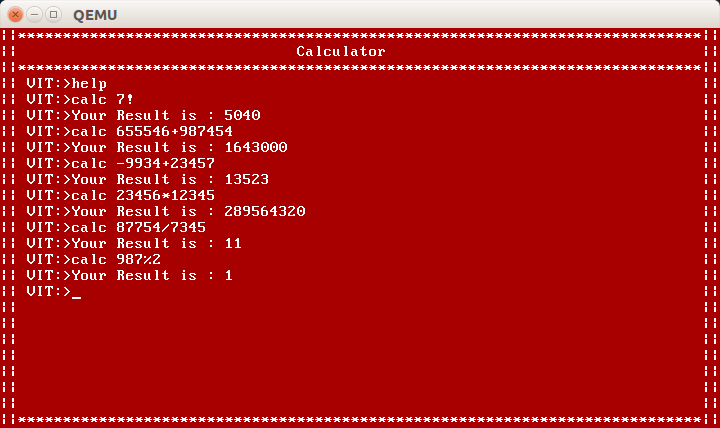 QEMU
||****************************************************************************||
||                               Calculator                                   ||
||****************************************************************************||
|| VIT:>help                                                                  ||
|| VIT:>calc 7!                                                               ||
|| VIT:>Your Result is : 5040                                                 ||
|| VIT:>calc 655546+987454                                                    ||
|| VIT:>Your Result is : 1643000                                              ||
|| VIT:>calc -9934+23457                                                      ||
|| VIT:>Your Result is : 13523                                                ||
|| VIT:>calc 23456*12345                                                      ||
|| VIT:>Your Result is : 289564320                                            ||
|| VIT:>calc 87754/7345                                                       ||
|| VIT:>Your Result is : 11                                                   ||
|| VIT:>calc 987%2                                                            ||
|| VIT:>Your Result is : 1                                                    ||
|| VIT:>_                                                                     ||
||                                                                            ||
||                                                                            ||
||                                                                            ||
||                                                                            ||
||                                                                            ||
||                                                                            ||
||                                                                            ||
||****************************************************************************||